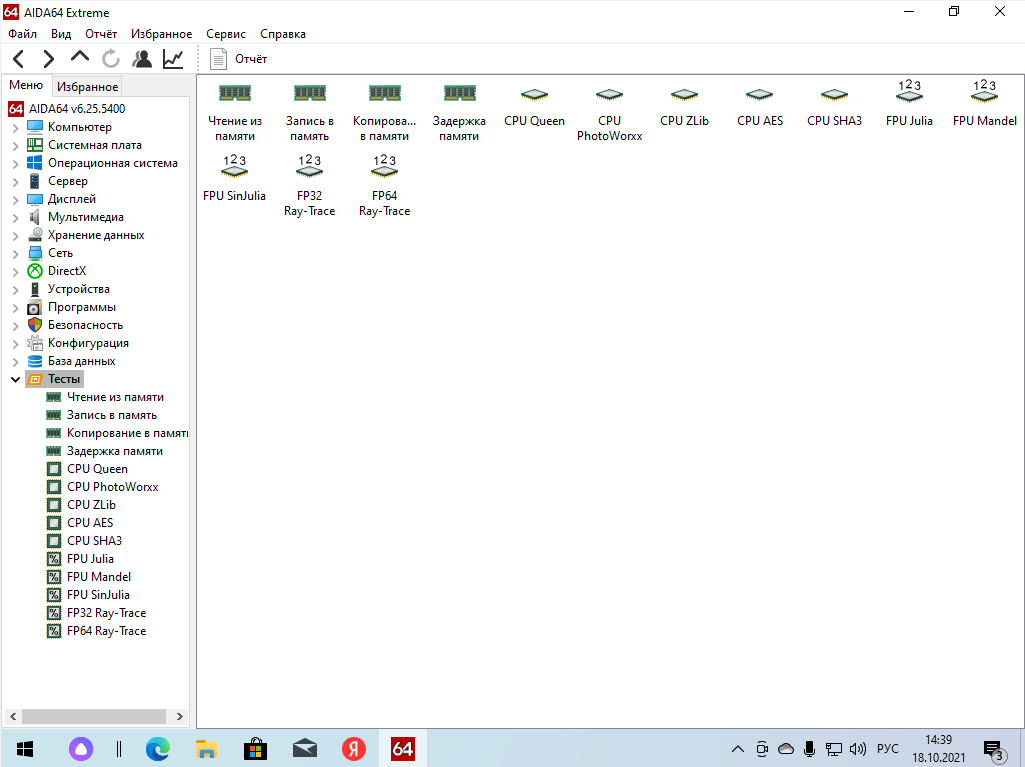 64 AIDA64 Extreme
Файл Вид Отчёт Избранное Сервис Справка
Отчёт
Меню Избранное
64 AIDA64 v6.25.5400
Компьютер
Системная плата
Операционная система
Сервер
Дисплей
Мультимедиа
Хранение данных
Сеть
DirectX
Устройства
Программы
Безопасность
Конфигурация
База данных
Тесты
Чтение из памяти
Запись в память
Копирование в памят
Задержка памяти
CPU Queen
CPU PhotoWorxx
CPU ZLib
CPU AES
CPU SHA3
FPU Julia
FPU Mandel
FPU SinJulia
FP32 Ray-Trace
FP64 Ray-Trace
Чтение из
памяти
Запись в
память
Копирова...
в памяти
Задержка
памяти
CPU Queen
CPU
PhotoWorxx
CPU ZLib
CPU AES
CPU SHA3
123
FPU Julia
123
FPU Mandel
123
FPU SinJulia
123
FP32
Ray-Trace
123
FP64
Ray-Trace
Я
64
РУС
14:39
18.10.2021
3